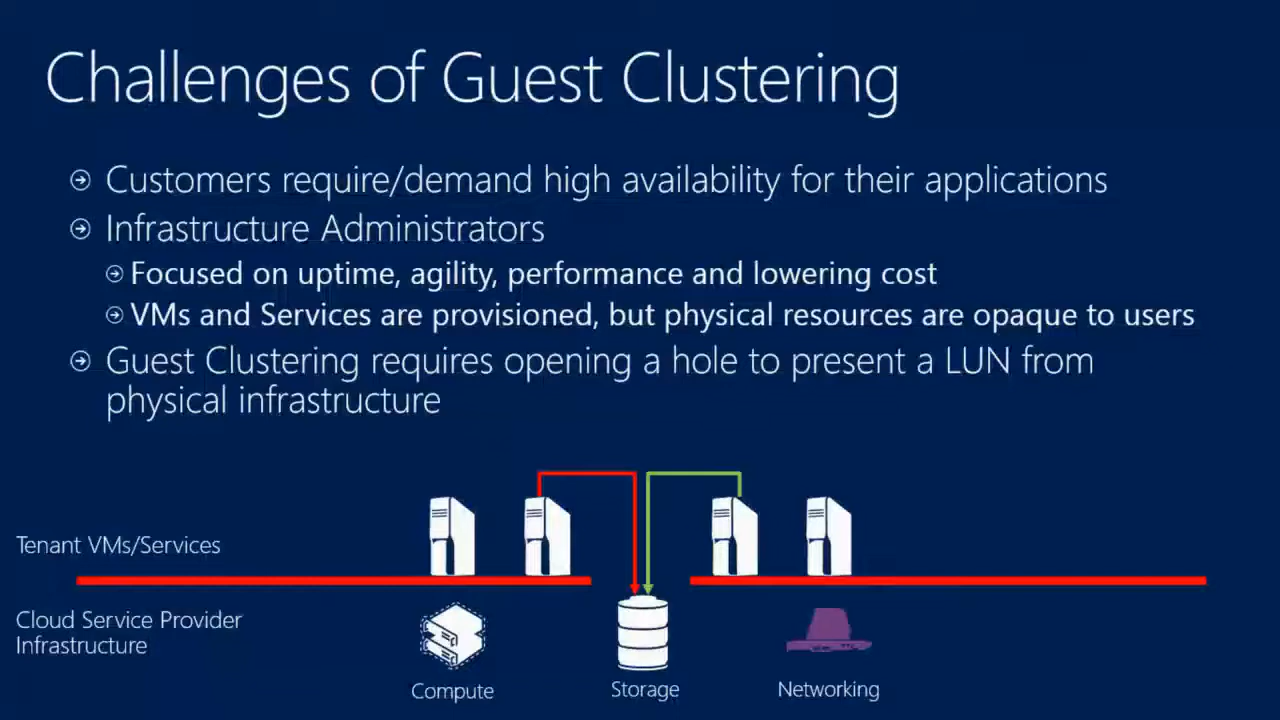 Challenges of Guest Clustering
Customers require/demand high availability for their applications
Infrastructure Administrators
Focused on uptime, agility, performance and lowering cost
VMs and Services are provisioned, but physical resources are opaque to users
Guest Clustering requires opening a hole to present a LUN from
physical infrastructure
Tenant VMs/Services
Cloud Service Provider
Infrastructure
Compute
Storage
Networking